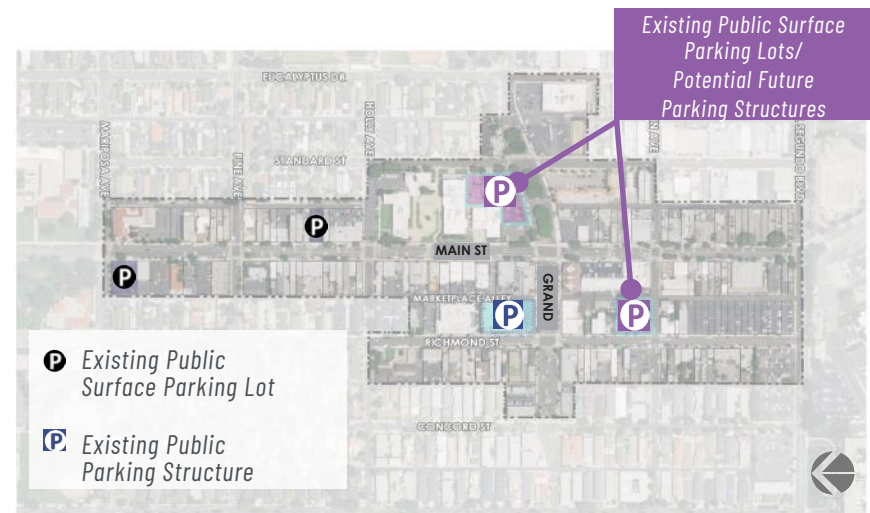 Existing Public Surface
Parking Lots/
Potential Future
Parking Structures
EUCALYPTUS DR
HOLLY AVE
MARIPOSA AVE
PINE AVE
STANDARD ST
N AVE
SEGUNDO BLVD
P
P
MAIN ST
P
GRAND
MARKETPLACE ALLEY
P
P
RICHMOND ST
P Existing Public
Surface Parking Lot
P Existing Public
Parking Structure
CONCORD ST